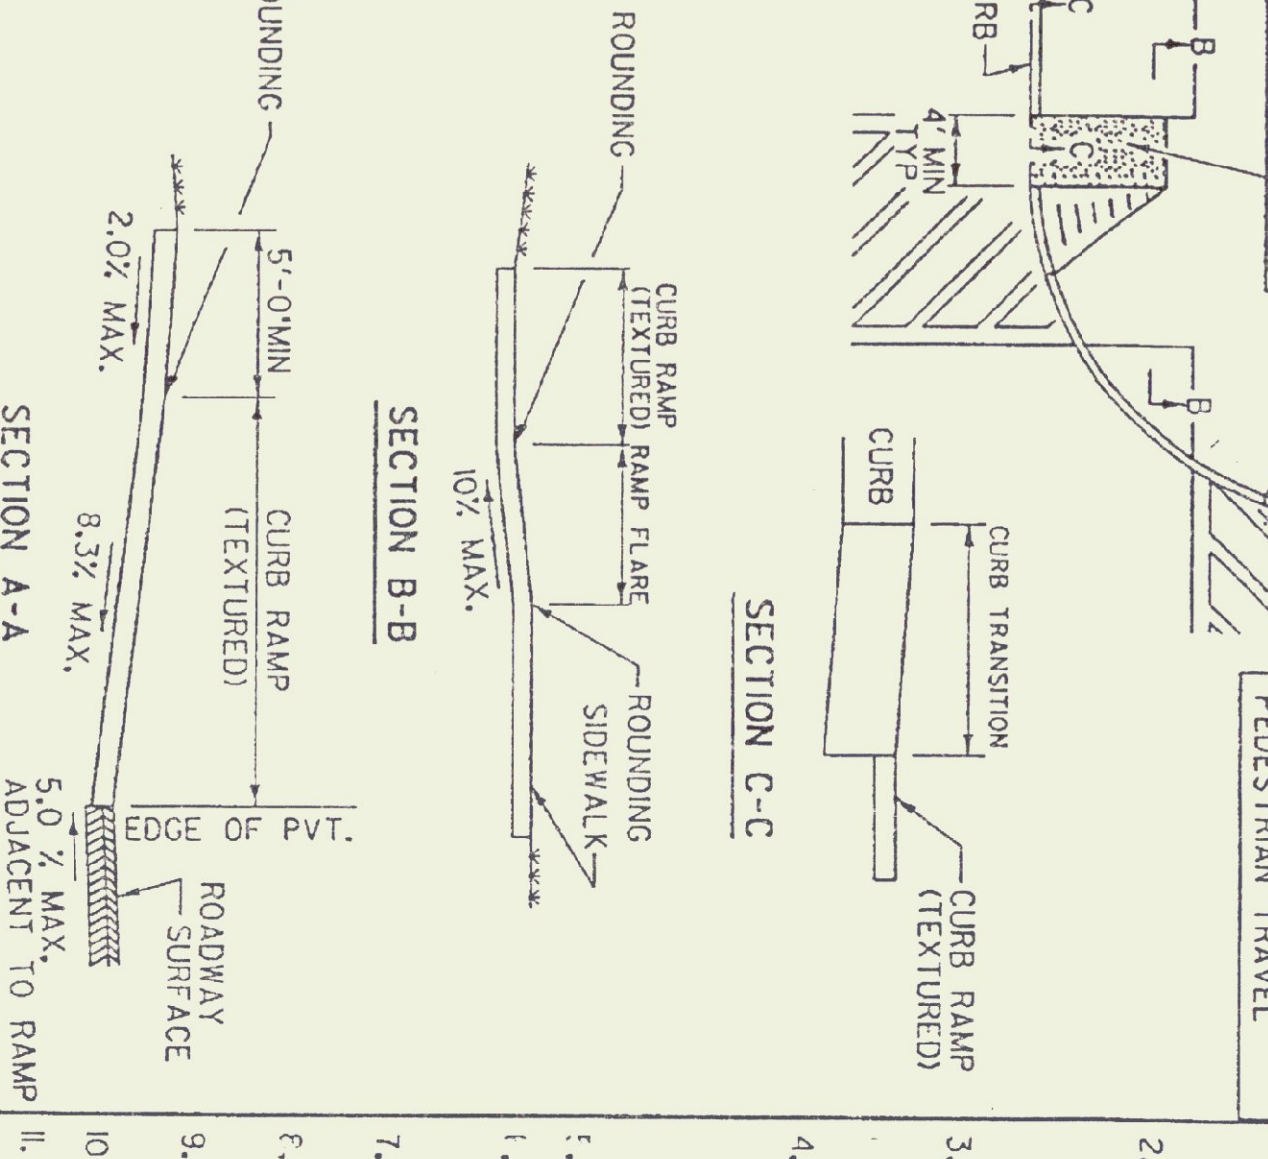 C
B
RB
4' MIN
TYP
C
B
PEDESTRIAN TRAVEL
CURB
CURB TRANSITION
CURB RAMP
(TEXTURED)
SECTION C-C
ROUNDING
CURB RAMP
(TEXTURED)
RAMP FLARE
10% MAX.
ROUNDING
SIDEWALK
SECTION B-B
OUNDING
5'-0"MIN
CURB RAMP
(TEXTURED)
2.0% MAX.
8.3% MAX.
EDGE OF PVT.
ROADWAY
SURFACE
5.0 % MAX.
ADJACENT TO RAMP
SECTION A-A
2.
3.
4.
7.
9.
10
11.